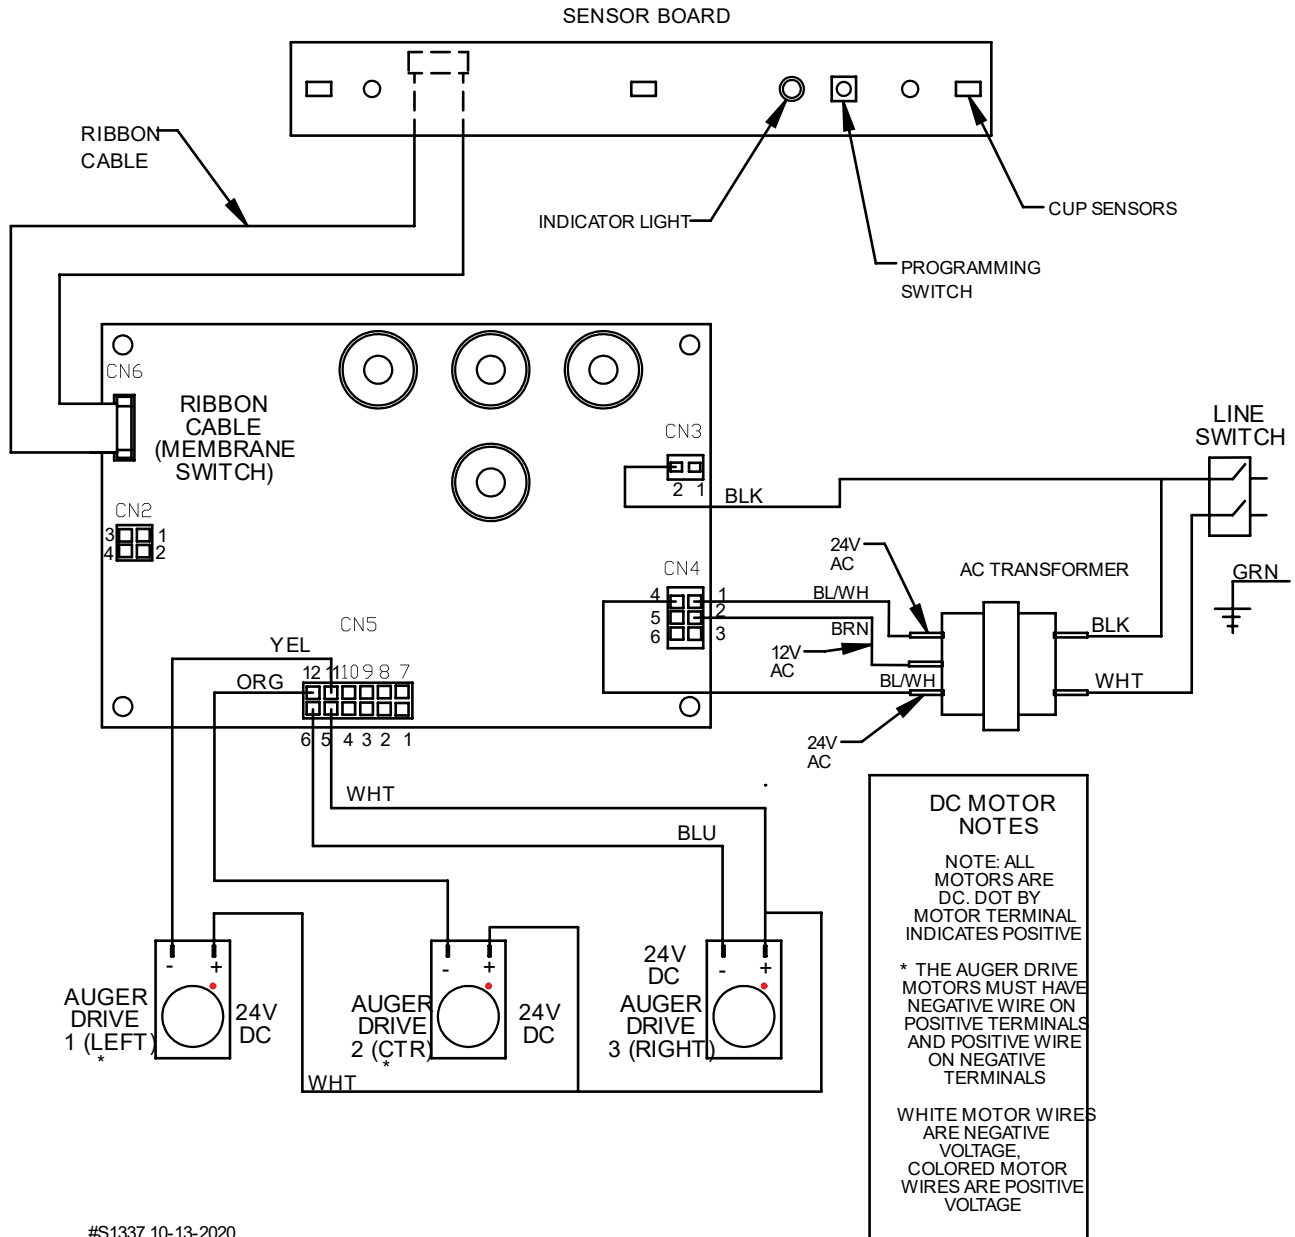 SENSOR BOARD
RIBBON
CABLE
INDICATOR LIGHT
CUP SENSORS
PROGRAMMING
SWITCH
CN6
RIBBON
CABLE
(MEMBRANE
SWITCH)
CN3
2 1
BLK
LINE
SWITCH
CN2
3 1
4 2
24V
AC
AC TRANSFORMER
GRN
CN4
4 1
5 2
6 3
BL/WH
BRN
12V
AC
BL/WH
24V
AC
BLK
WHT
CN5
YEL
ORG
12 11 10 9 8 7
6 5 4 3 2 1
WHT
BLU
- +
AUGER
DRIVE
1 (LEFT)
*
24V
DC
- +
AUGER
DRIVE
2 (CTR)
*
24V
DC
24V
DC
- +
AUGER
DRIVE
3 (RIGHT)
WHT
DC MOTOR
NOTES
NOTE: ALL
MOTORS ARE
DC. DOT BY
MOTOR TERMINAL
INDICATES POSITIVE
* THE AUGER DRIVE
MOTORS MUST HAVE
NEGATIVE WIRE ON
POSITIVE TERMINALS
AND POSITIVE WIRE
ON NEGATIVE
TERMINALS
WHITE MOTOR WIRES
ARE NEGATIVE
VOLTAGE,
COLORED MOTOR
WIRES ARE POSITIVE
VOLTAGE
#S1337 10-13-2020